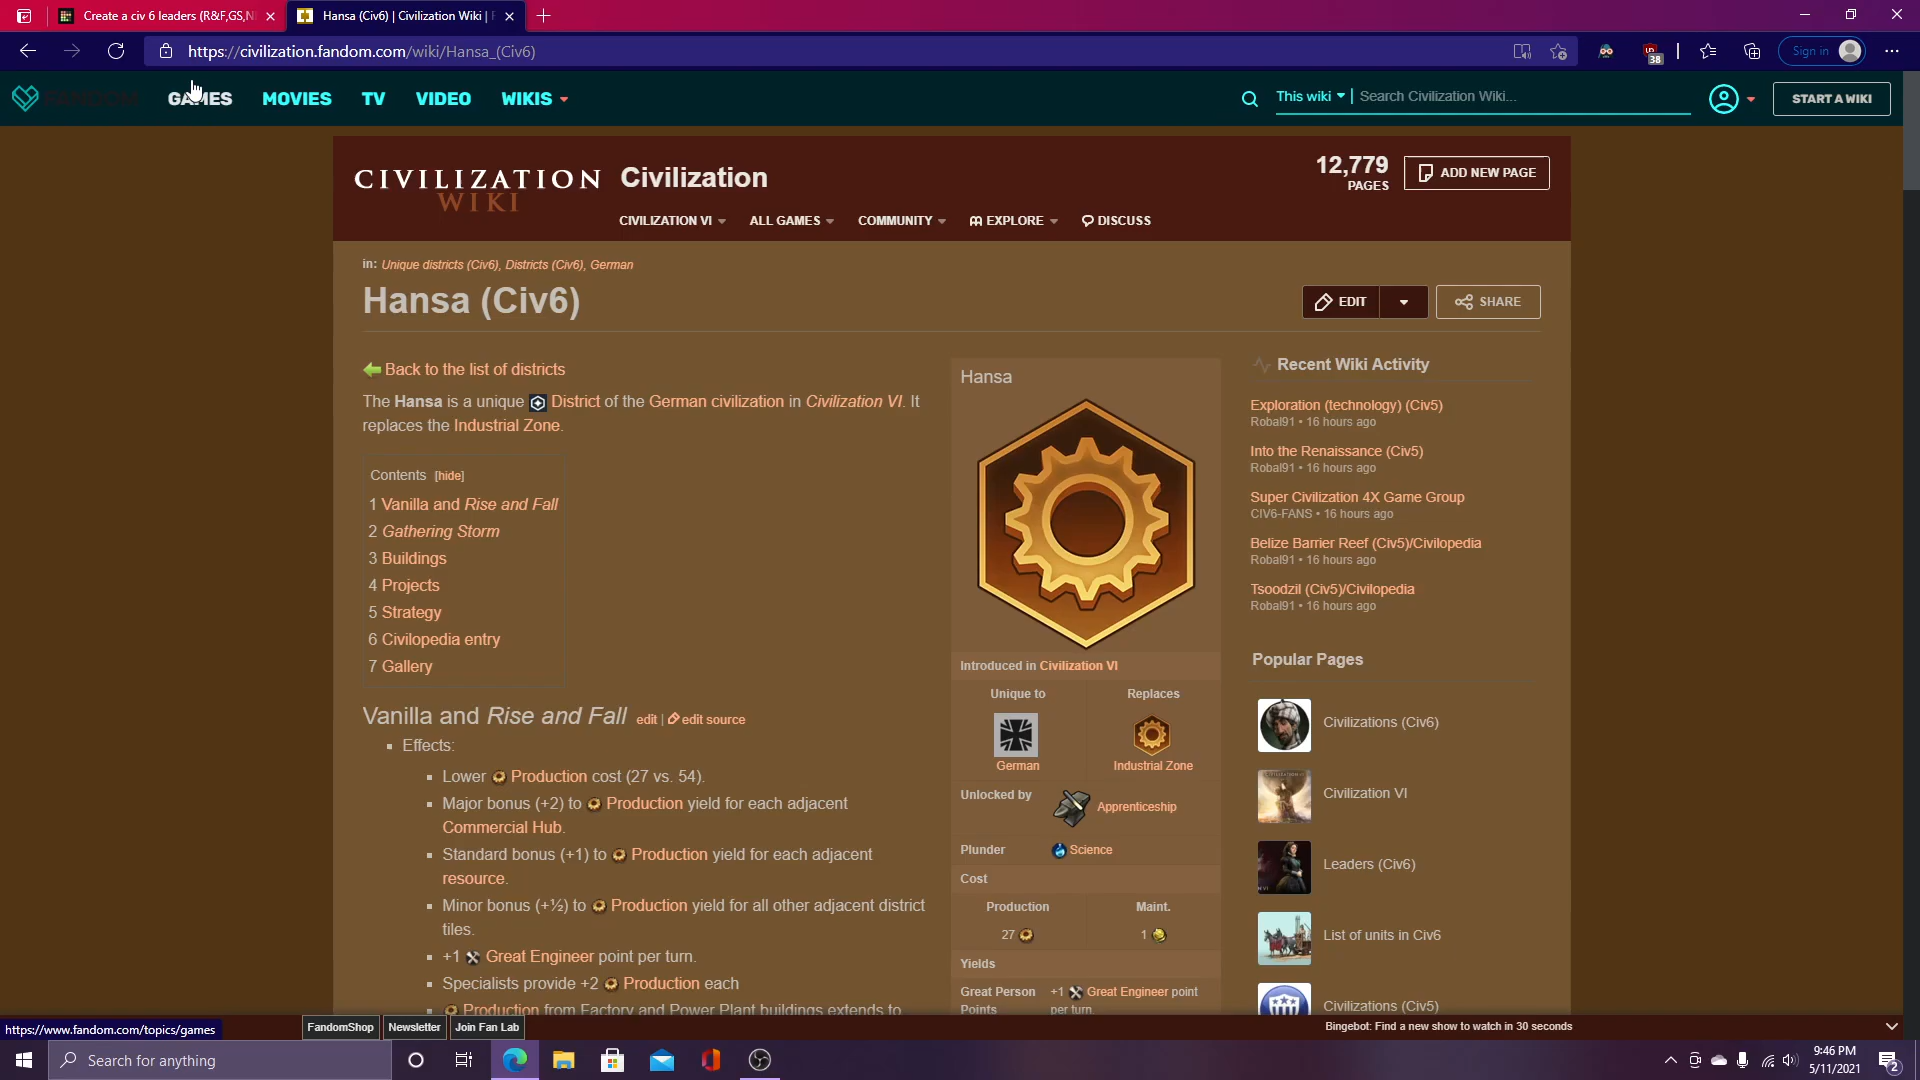 Create a civ 6 leaders (R&F,GS,N
Hansa (Civ6) | Civilization Wiki |
https://civilization.fandom.com/wiki/Hansa_(Civ6)
38
Sign in
FANDOM
GAMES MOVIES TV VIDEO WIKIS
This wiki
Search Civilization Wiki...
START A WIKI
CIVILIZATION
WIKI
Civilization
12,779
PAGES
ADD NEW PAGE
CIVILIZATION VI ALL GAMES COMMUNITY EXPLORE DISCUSS
in: Unique districts (Civ6), Districts (Civ6), German
Hansa (Civ6)
EDIT
SHARE
Back to the list of districts
The Hansa is a unique District of the German civilization in Civilization VI. It
replaces the Industrial Zone.
Contents [hide]
1 Vanilla and Rise and Fall
2 Gathering Storm
3 Buildings
4 Projects
5 Strategy
6 Civilopedia entry
7 Gallery
Vanilla and Rise and Fall edit | edit source
Effects:
Lower Production cost (27 vs. 54).
Major bonus (+2) to Production yield for each adjacent
Commercial Hub.
Standard bonus (+1) to Production yield for each adjacent
resource.
Minor bonus (+½) to Production yield for all other adjacent district
tiles.
+1 Great Engineer point per turn.
Specialists provide +2 Production each
Production from Factory and Power Plant buildings extends to
Hansa
Introduced in Civilization VI
Unique to Replaces
German Industrial Zone
Unlocked by Apprenticeship
Plunder Science
Cost
Production Maint.
27 1
Yields
Great Person +1 Great Engineer point
Points per turn
Recent Wiki Activity
Exploration (technology) (Civ5)
Robal91 • 16 hours ago
Into the Renaissance (Civ5)
Robal91 • 16 hours ago
Super Civilization 4X Game Group
CIV6-FANS • 16 hours ago
Belize Barrier Reef (Civ5)/Civilopedia
Robal91 • 16 hours ago
Tsoodzil (Civ5)/Civilopedia
Robal91 • 16 hours ago
Popular Pages
Civilizations (Civ6)
Civilization VI
Leaders (Civ6)
List of units in Civ6
Civilizations (Civ5)
https://www.fandom.com/topics/games
FandomShop Newsletter Join Fan Lab
Bingebot: Find a new show to watch in 30 seconds
Search for anything
9:46 PM
5/11/2021
2